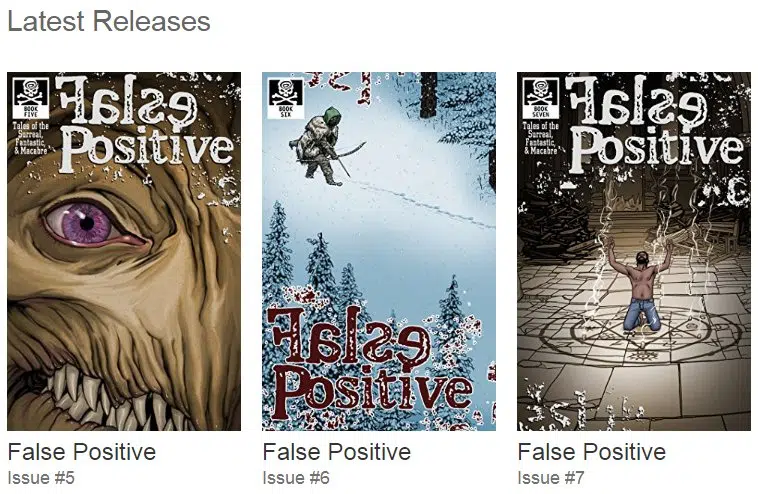 Latest Releases
BOOK
FIVE
False
Tales of the
Surreal,
Fantastic,
& Macabre
Positive
BOOK
SIX
False
Positive
BOOK
SEVEN
False
Tales of the
Surreal,
Fantastic,
& Macabre
Positive
False Positive
Issue #5
False Positive
Issue #6
False Positive
Issue #7